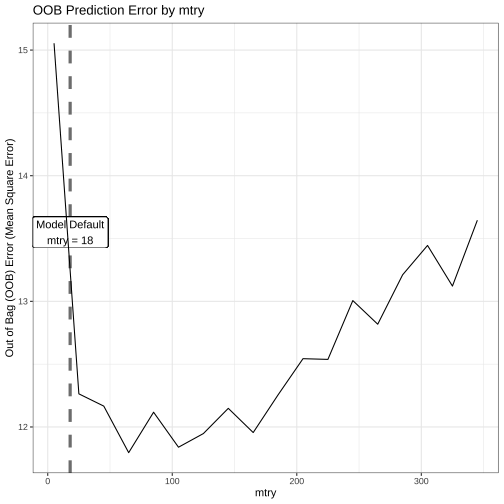 OOB Prediction Error by mtry
Out of Bag (OOB) Error (Mean Square Error)
15
14
13
12
Model Default
mtry = 18
0
100
200
300
mtry